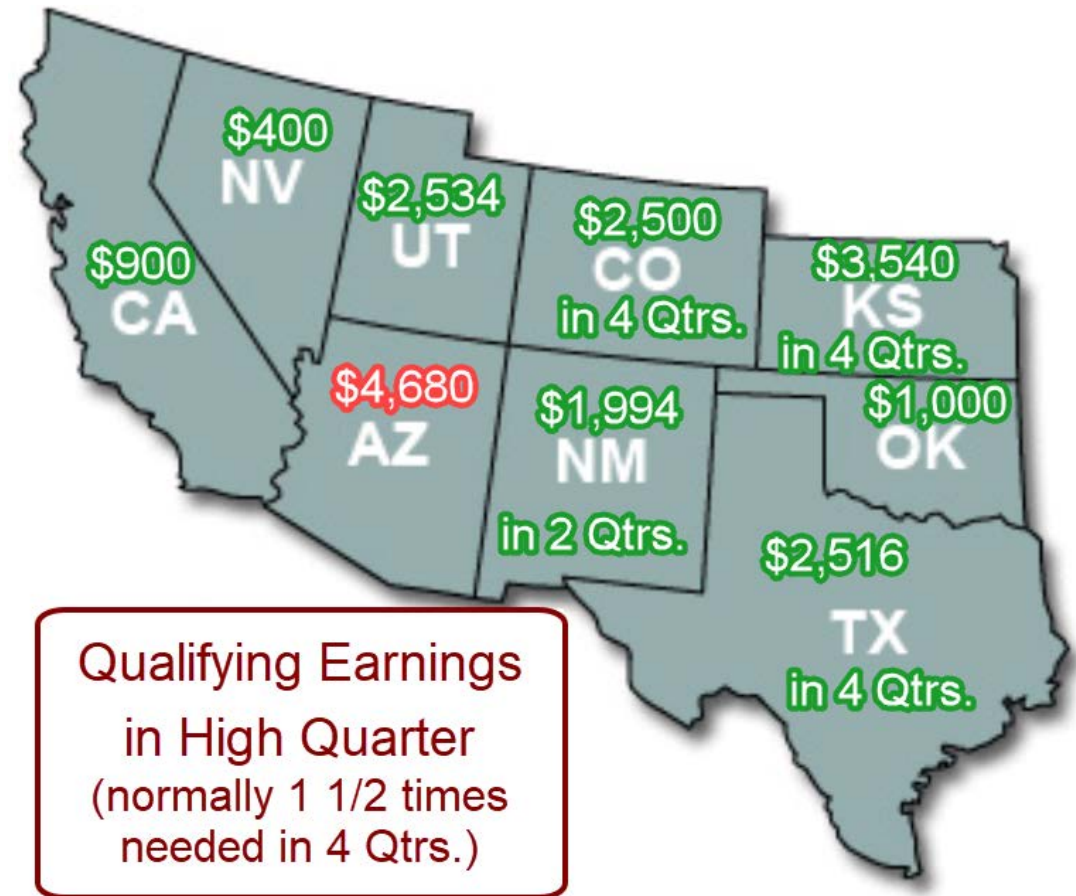 $400
NV
$2,534
UT
$2,500
CO
in 4 Qtrs.
$3,540
KS
in 4 Qtrs.
$900
CA
$4,680
AZ
$1,994
NM
in 2 Qtrs.
$1,000
OK
$2,516
TX
in 4 Qtrs.
Qualifying Earnings
in High Quarter
(normally 1 1/2 times
needed in 4 Qtrs.)